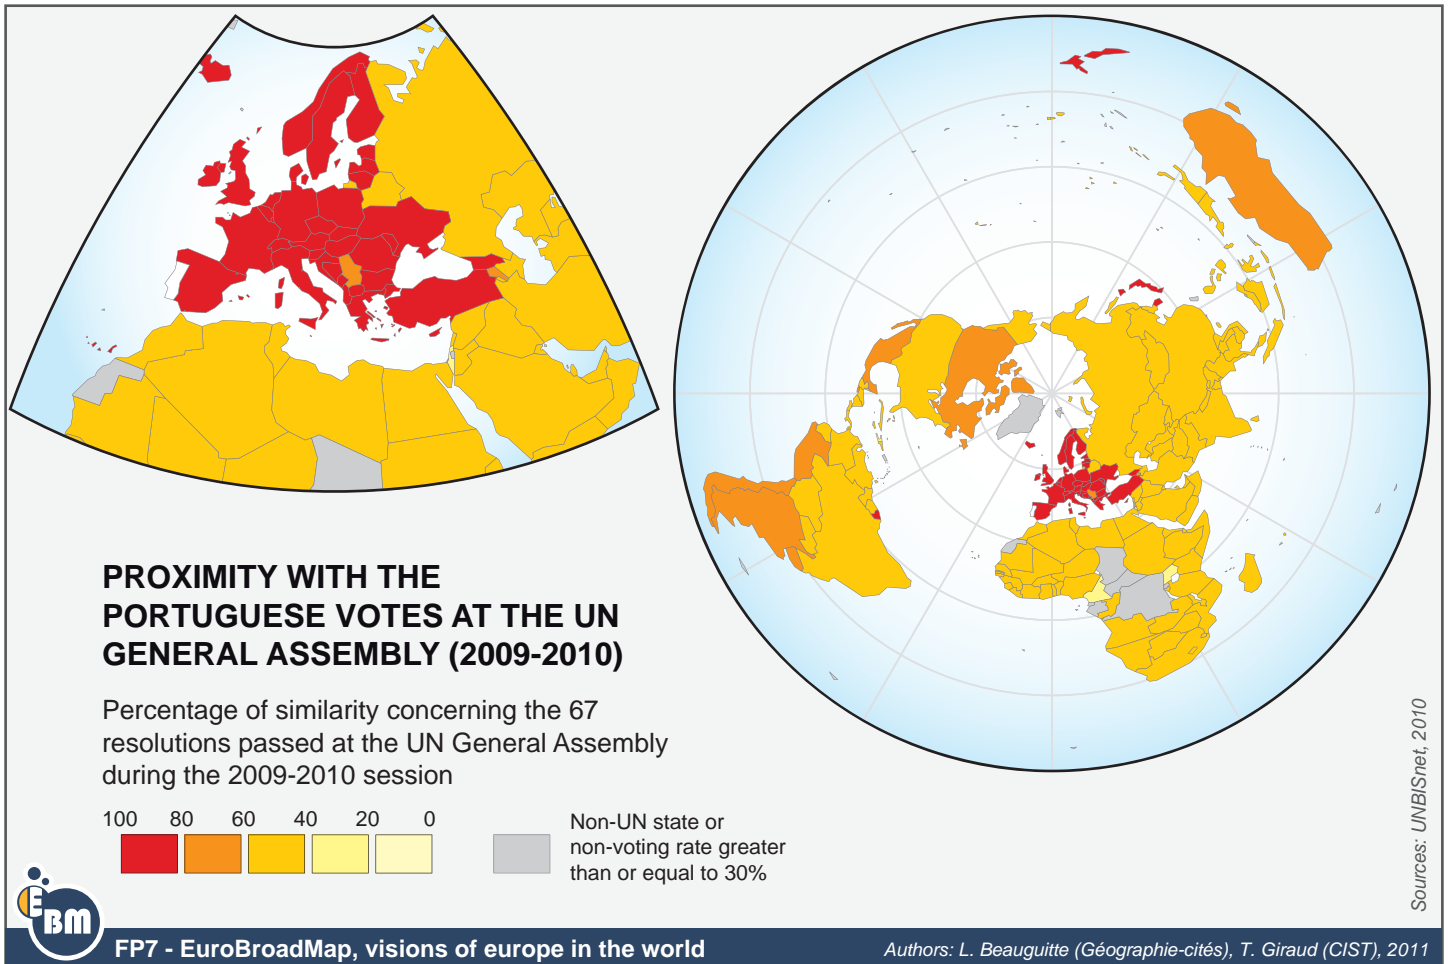 PROXIMITY WITH THE
PORTUGUESE VOTES AT THE UN
GENERAL ASSEMBLY (2009-2010)
Percentage of similarity concerning the 67
resolutions passed at the UN General Assembly
during the 2009-2010 session
100 80 60 40 20 0
Non-UN state or
non-voting rate greater
than or equal to 30%
Sources: UNBISnet, 2010
EBM
FP7 - EuroBroadMap, visions of europe in the world
Authors: L. Beauguitte (Géographie-cités), T. Giraud (CIST), 2011